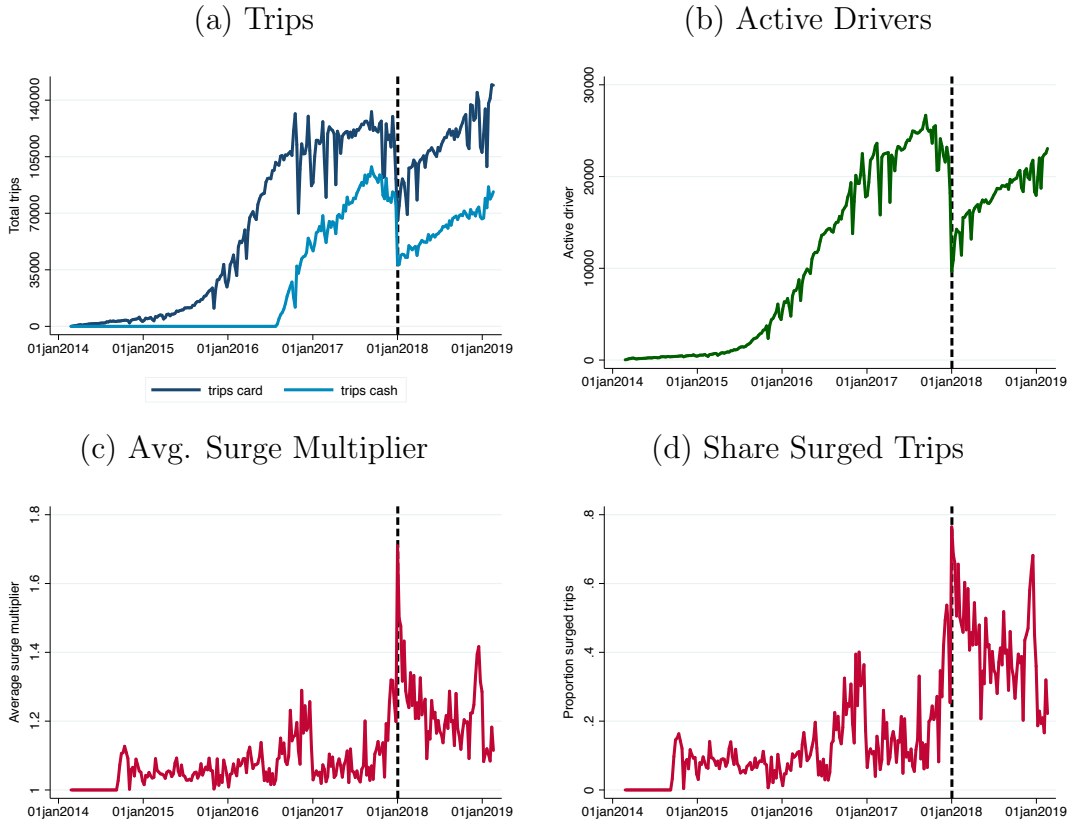 (a) Trips
Total trips
140000
105000
70000
35000
0
01jan2014 01jan2015 01jan2016 01jan2017 01jan2018 01jan2019
trips card trips cash
(b) Active Drivers
Active driver
30000
20000
10000
0
01jan2014 01jan2015 01jan2016 01jan2017 01jan2018 01jan2019
(c) Avg. Surge Multiplier
Average surge multiplier
1.8
1.6
1.4
1.2
1
01jan2014 01jan2015 01jan2016 01jan2017 01jan2018 01jan2019
(d) Share Surged Trips
Proportion surged trips
.8
.6
.4
.2
0
01jan2014 01jan2015 01jan2016 01jan2017 01jan2018 01jan2019